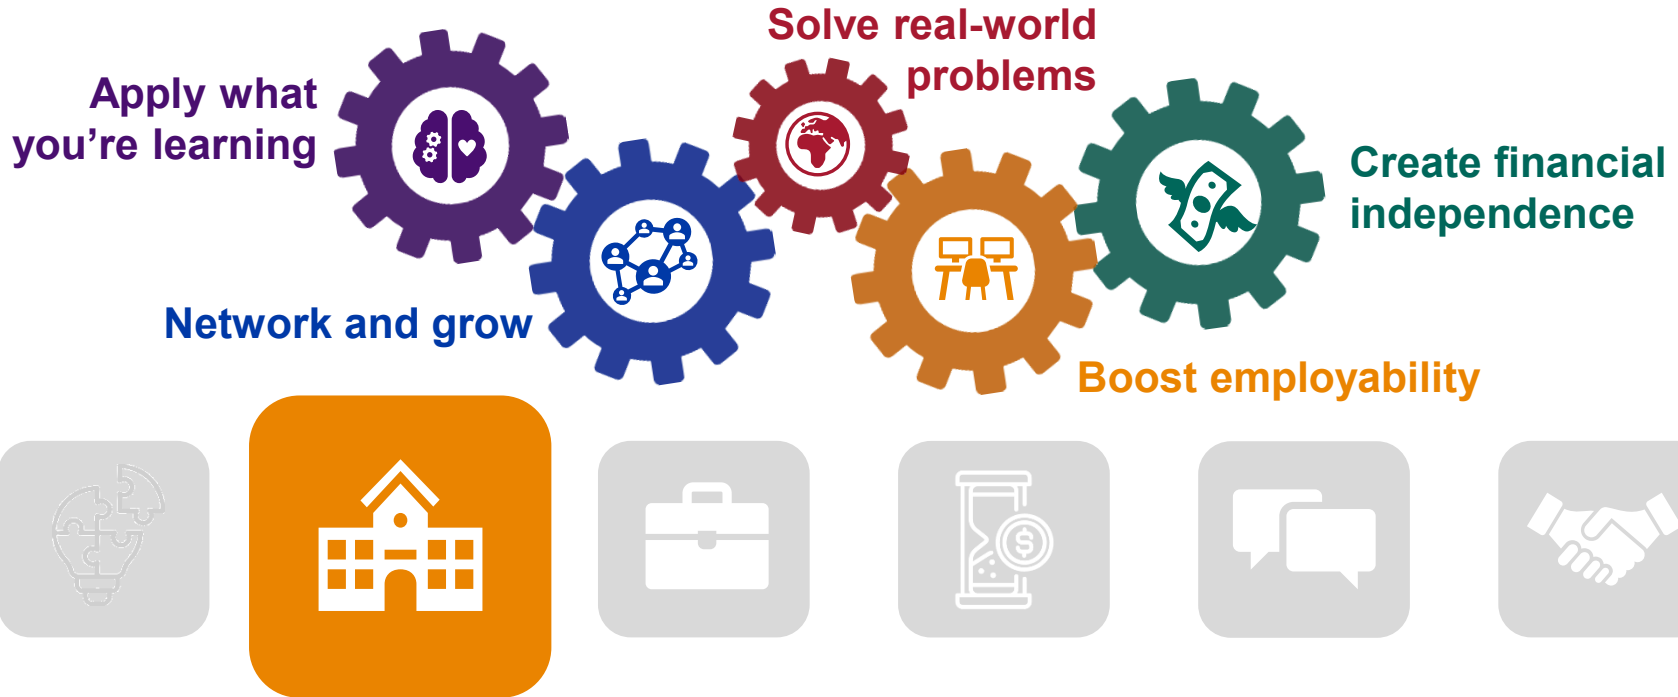 Solve real-world
problems
Apply what
you’re learning
Create financial
independence
Network and grow
Boost employability
$